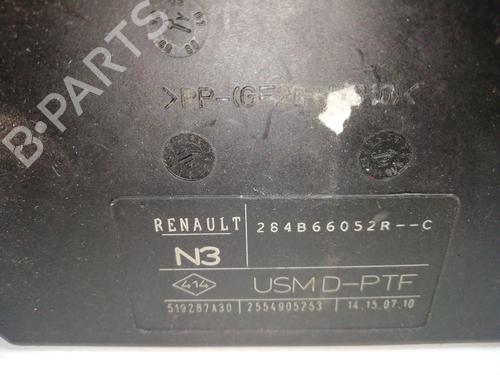 B-PARTS
RENAULT 284B66052R--C
N3
414 USM D-PTF
519287A30 2554905253 14.15.07.10